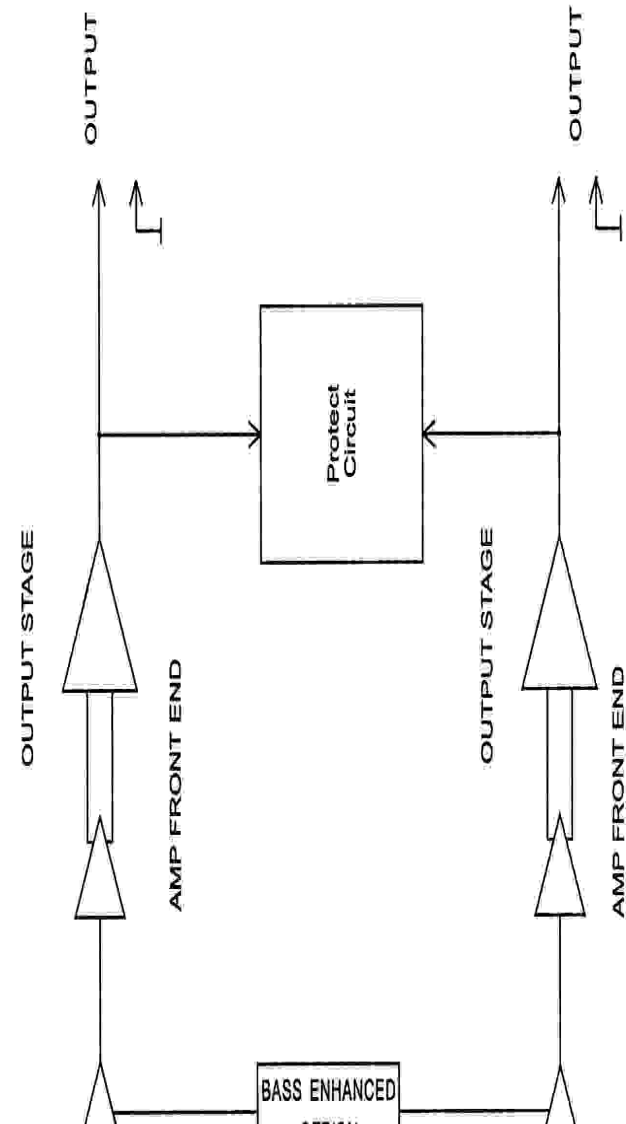 OUTPUT
OUTPUT
Protect
Circuit
OUTPUT STAGE
OUTPUT STAGE
AMP FRONT END
AMP FRONT END
BASS ENHANCED